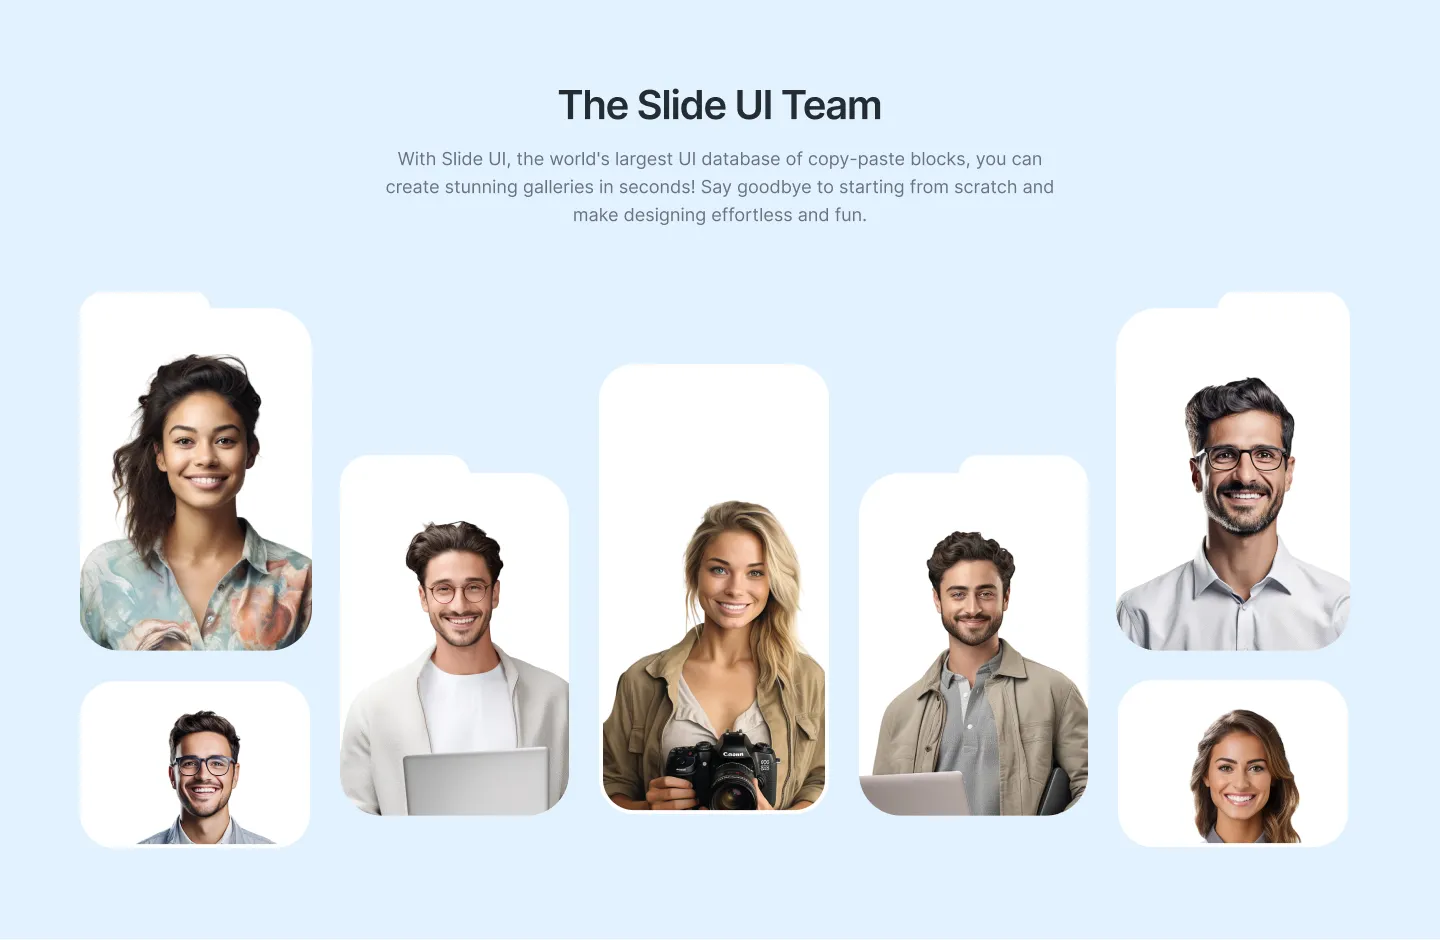 The Slide UI Team
With Slide UI, the world's largest UI database of copy-paste blocks, you can
create stunning galleries in seconds! Say goodbye to starting from scratch and
make designing effortless and fun.
Canon
EOS